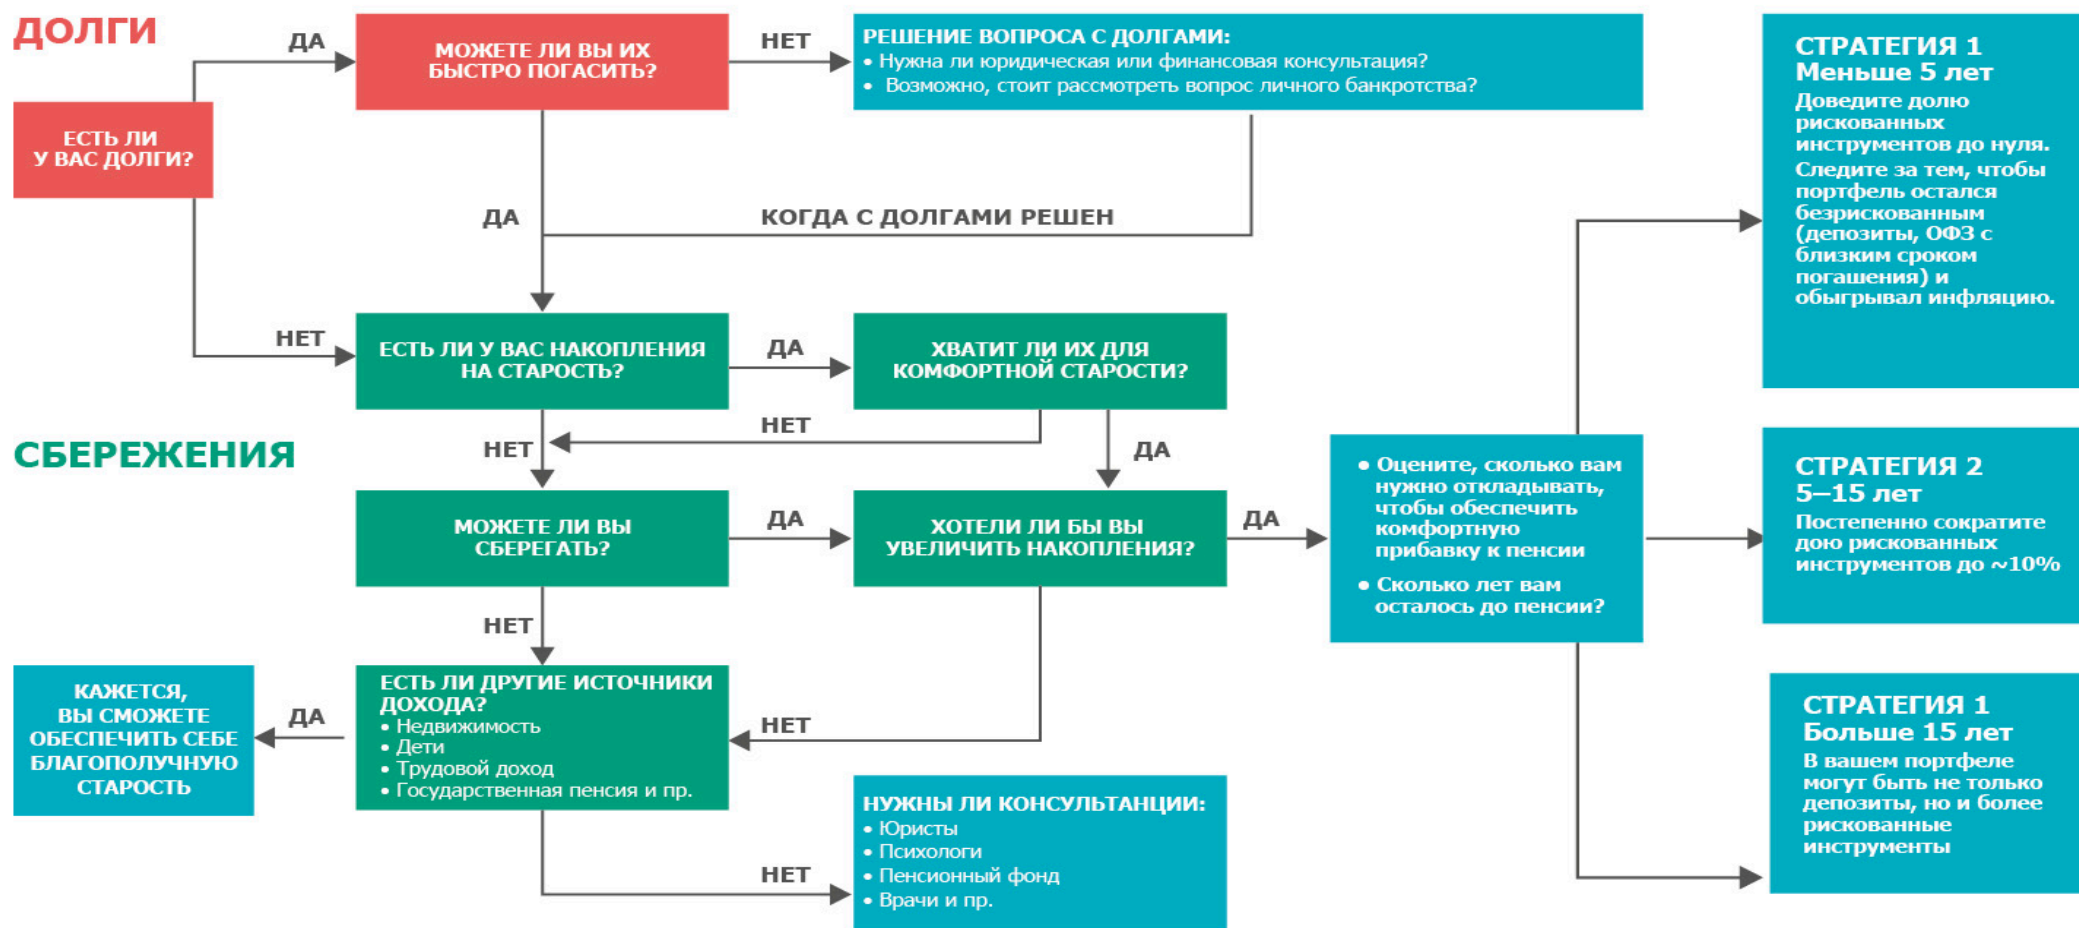 ДОЛГИ
ДА
МОЖЕТЕ ЛИ ВЫ ИХ
БЫСТРО ПОГАСИТЬ?
НЕТ
РЕШЕНИЕ ВОПРОСА С ДОЛГАМИ:
• Нужна ли юридическая или финансовая консультация?
• Возможно, стоит рассмотреть вопрос личного банкротства?
ЕСТЬ ЛИ
У ВАС ДОЛГИ?
ДА
КОГДА С ДОЛГАМИ РЕШЕН
НЕТ
ЕСТЬ ЛИ У ВАС НАКОПЛЕНИЯ
НА СТАРОСТЬ?
ДА
ХВАТИТ ЛИ ИХ ДЛЯ
КОМФОРТНОЙ СТАРОСТИ?
СБЕРЕЖЕНИЯ
НЕТ
НЕТ
ДА
МОЖЕТЕ ЛИ ВЫ
СБЕРЕГАТЬ?
ДА
ХОТЕЛИ ЛИ БЫ ВЫ
УВЕЛИЧИТЬ НАКОПЛЕНИЯ?
ДА
• Оцените, сколько вам
нужно откладывать,
чтобы обеспечить
комфортную
прибавку к пенсии
• Сколько лет вам
осталось до пенсии?
НЕТ
КАЖЕТСЯ,
ВЫ СМОЖЕТЕ
ОБЕСПЕЧИТЬ СЕБЕ
БЛАГОПОЛУЧНУЮ
СТАРОСТЬ
ДА
ЕСТЬ ЛИ ДРУГИЕ ИСТОЧНИКИ
ДОХОДА?
• Недвижимость
• Дети
• Трудовой доход
• Государственная пенсия и пр.
НЕТ
НЕТ
НУЖНЫ ЛИ КОНСУЛЬТАНЦИИ:
• Юристы
• Психологи
• Пенсионный фонд
• Врачи и пр.
СТРАТЕГИЯ 1
Меньше 5 лет
Доведите долю
рискованных
инструментов до нуля.
Следите за тем, чтобы
портфель остался
безрискованным
(депозиты, ОФЗ с
близким сроком
погашения) и
обыгрывал инфляцию.
СТРАТЕГИЯ 2
5–15 лет
Постепенно сократите
дою рискованных
инструментов до ~10%
СТРАТЕГИЯ 1
Больше 15 лет
В вашем портфеле
могут быть не только
депозиты, но и более
рискованные
инструменты